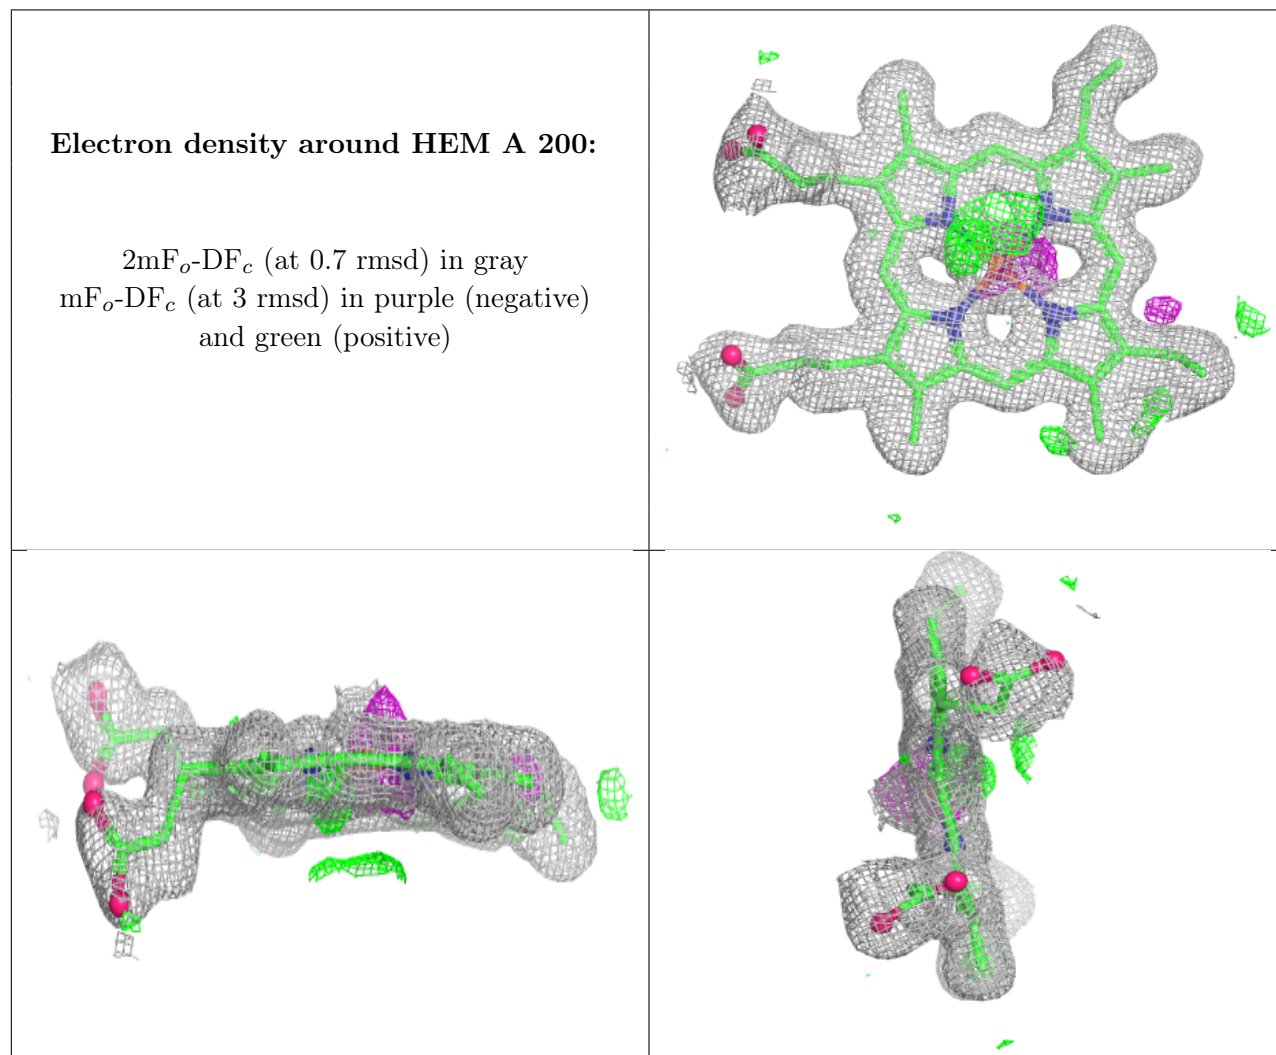 Electron density around HEM A 200:
2mFₒ-DF𝑐 (at 0.7 rmsd) in gray
mFₒ-DF𝑐 (at 3 rmsd) in purple (negative)
and green (positive)